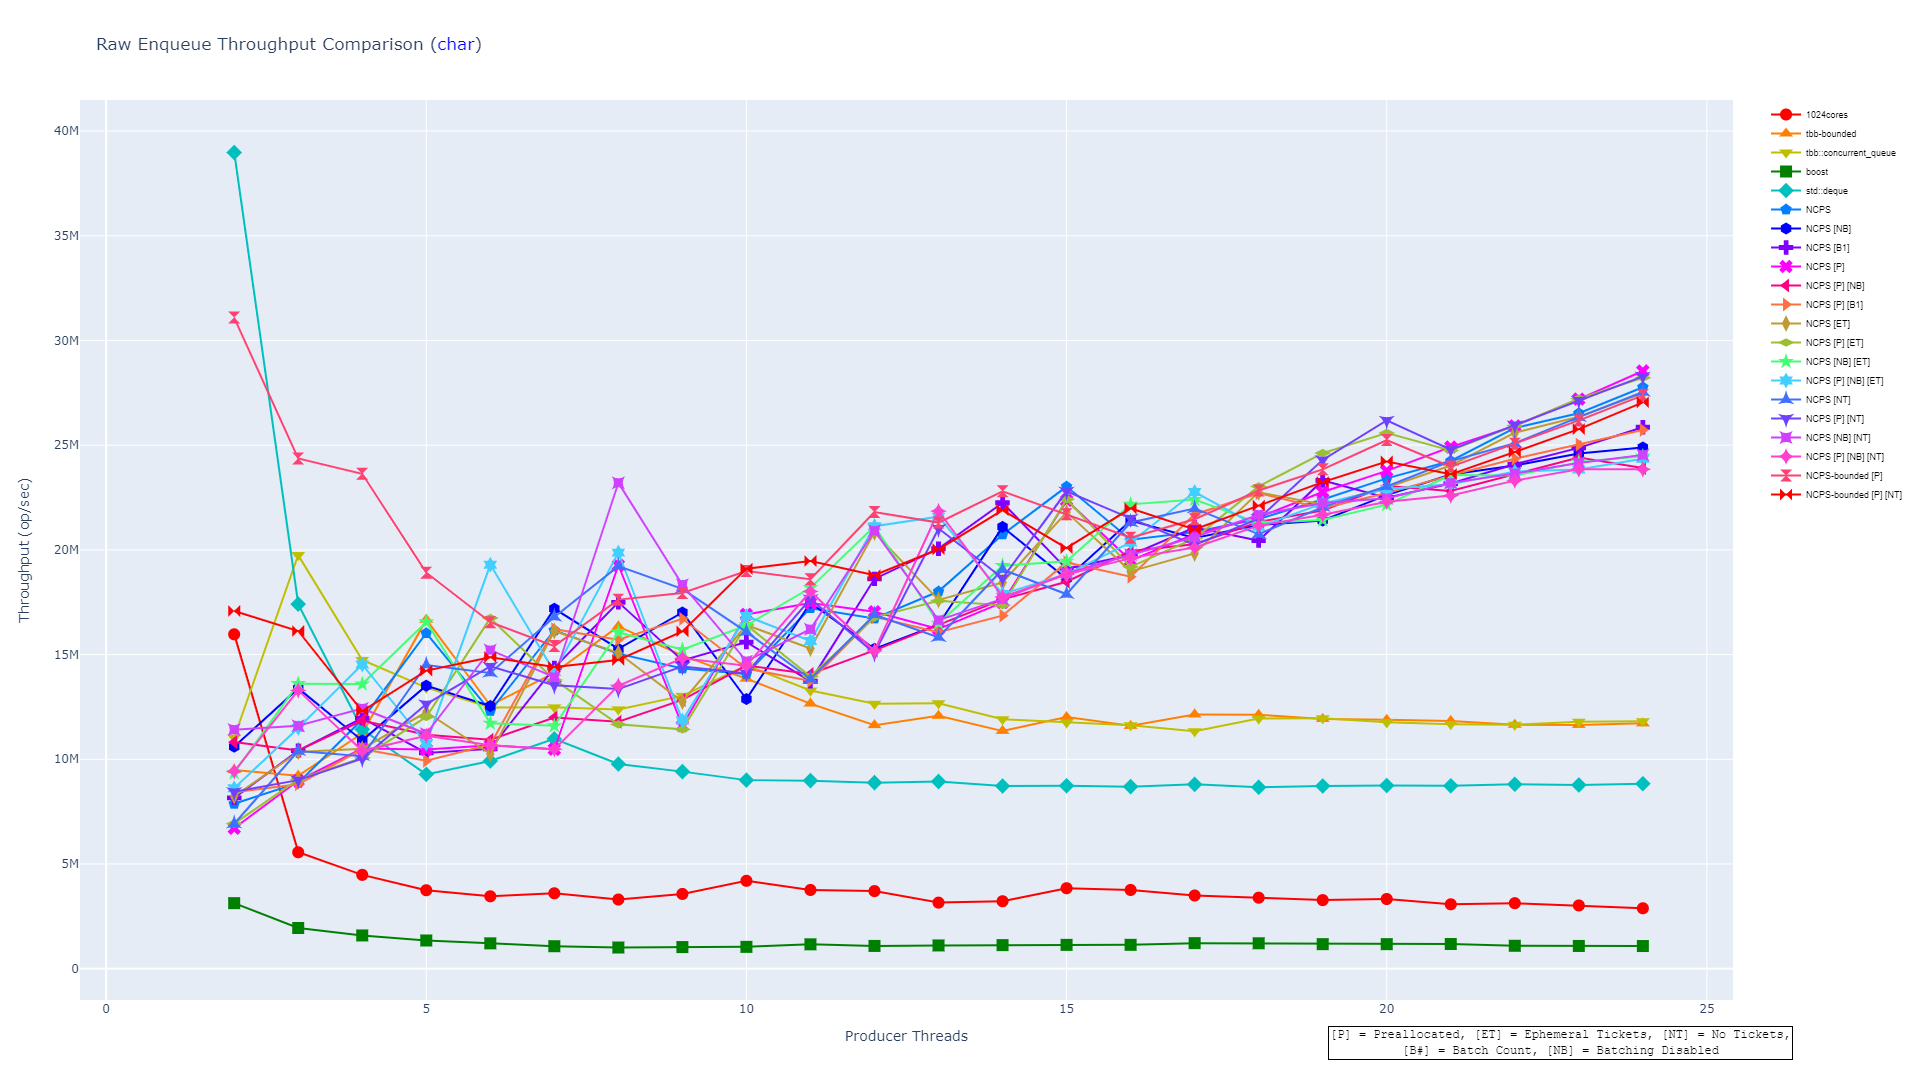 Raw Enqueue Throughput Comparison (char)
40M
35M
30M
25M
20M
15M
10M
5M
0
Throughput (op/sec)
0 5 10 15 20 25
Producer Threads
1024cores
tbb-bounded
tbb::concurrent_queue
boost
std::deque
NCPS
NCPS [NB]
NCPS [B1]
NCPS [P]
NCPS [P] [NB]
NCPS [P] [B1]
NCPS [ET]
NCPS [P] [ET]
NCPS [NB] [ET]
NCPS [P] [NB] [ET]
NCPS [NT]
NCPS [P] [NT]
NCPS [NB] [NT]
NCPS [P] [NB] [NT]
NCPS-bounded [P]
NCPS-bounded [P] [NT]
[P] = Preallocated, [ET] = Ephemeral Tickets, [NT] = No Tickets,
[B#] = Batch Count, [NB] = Batching Disabled